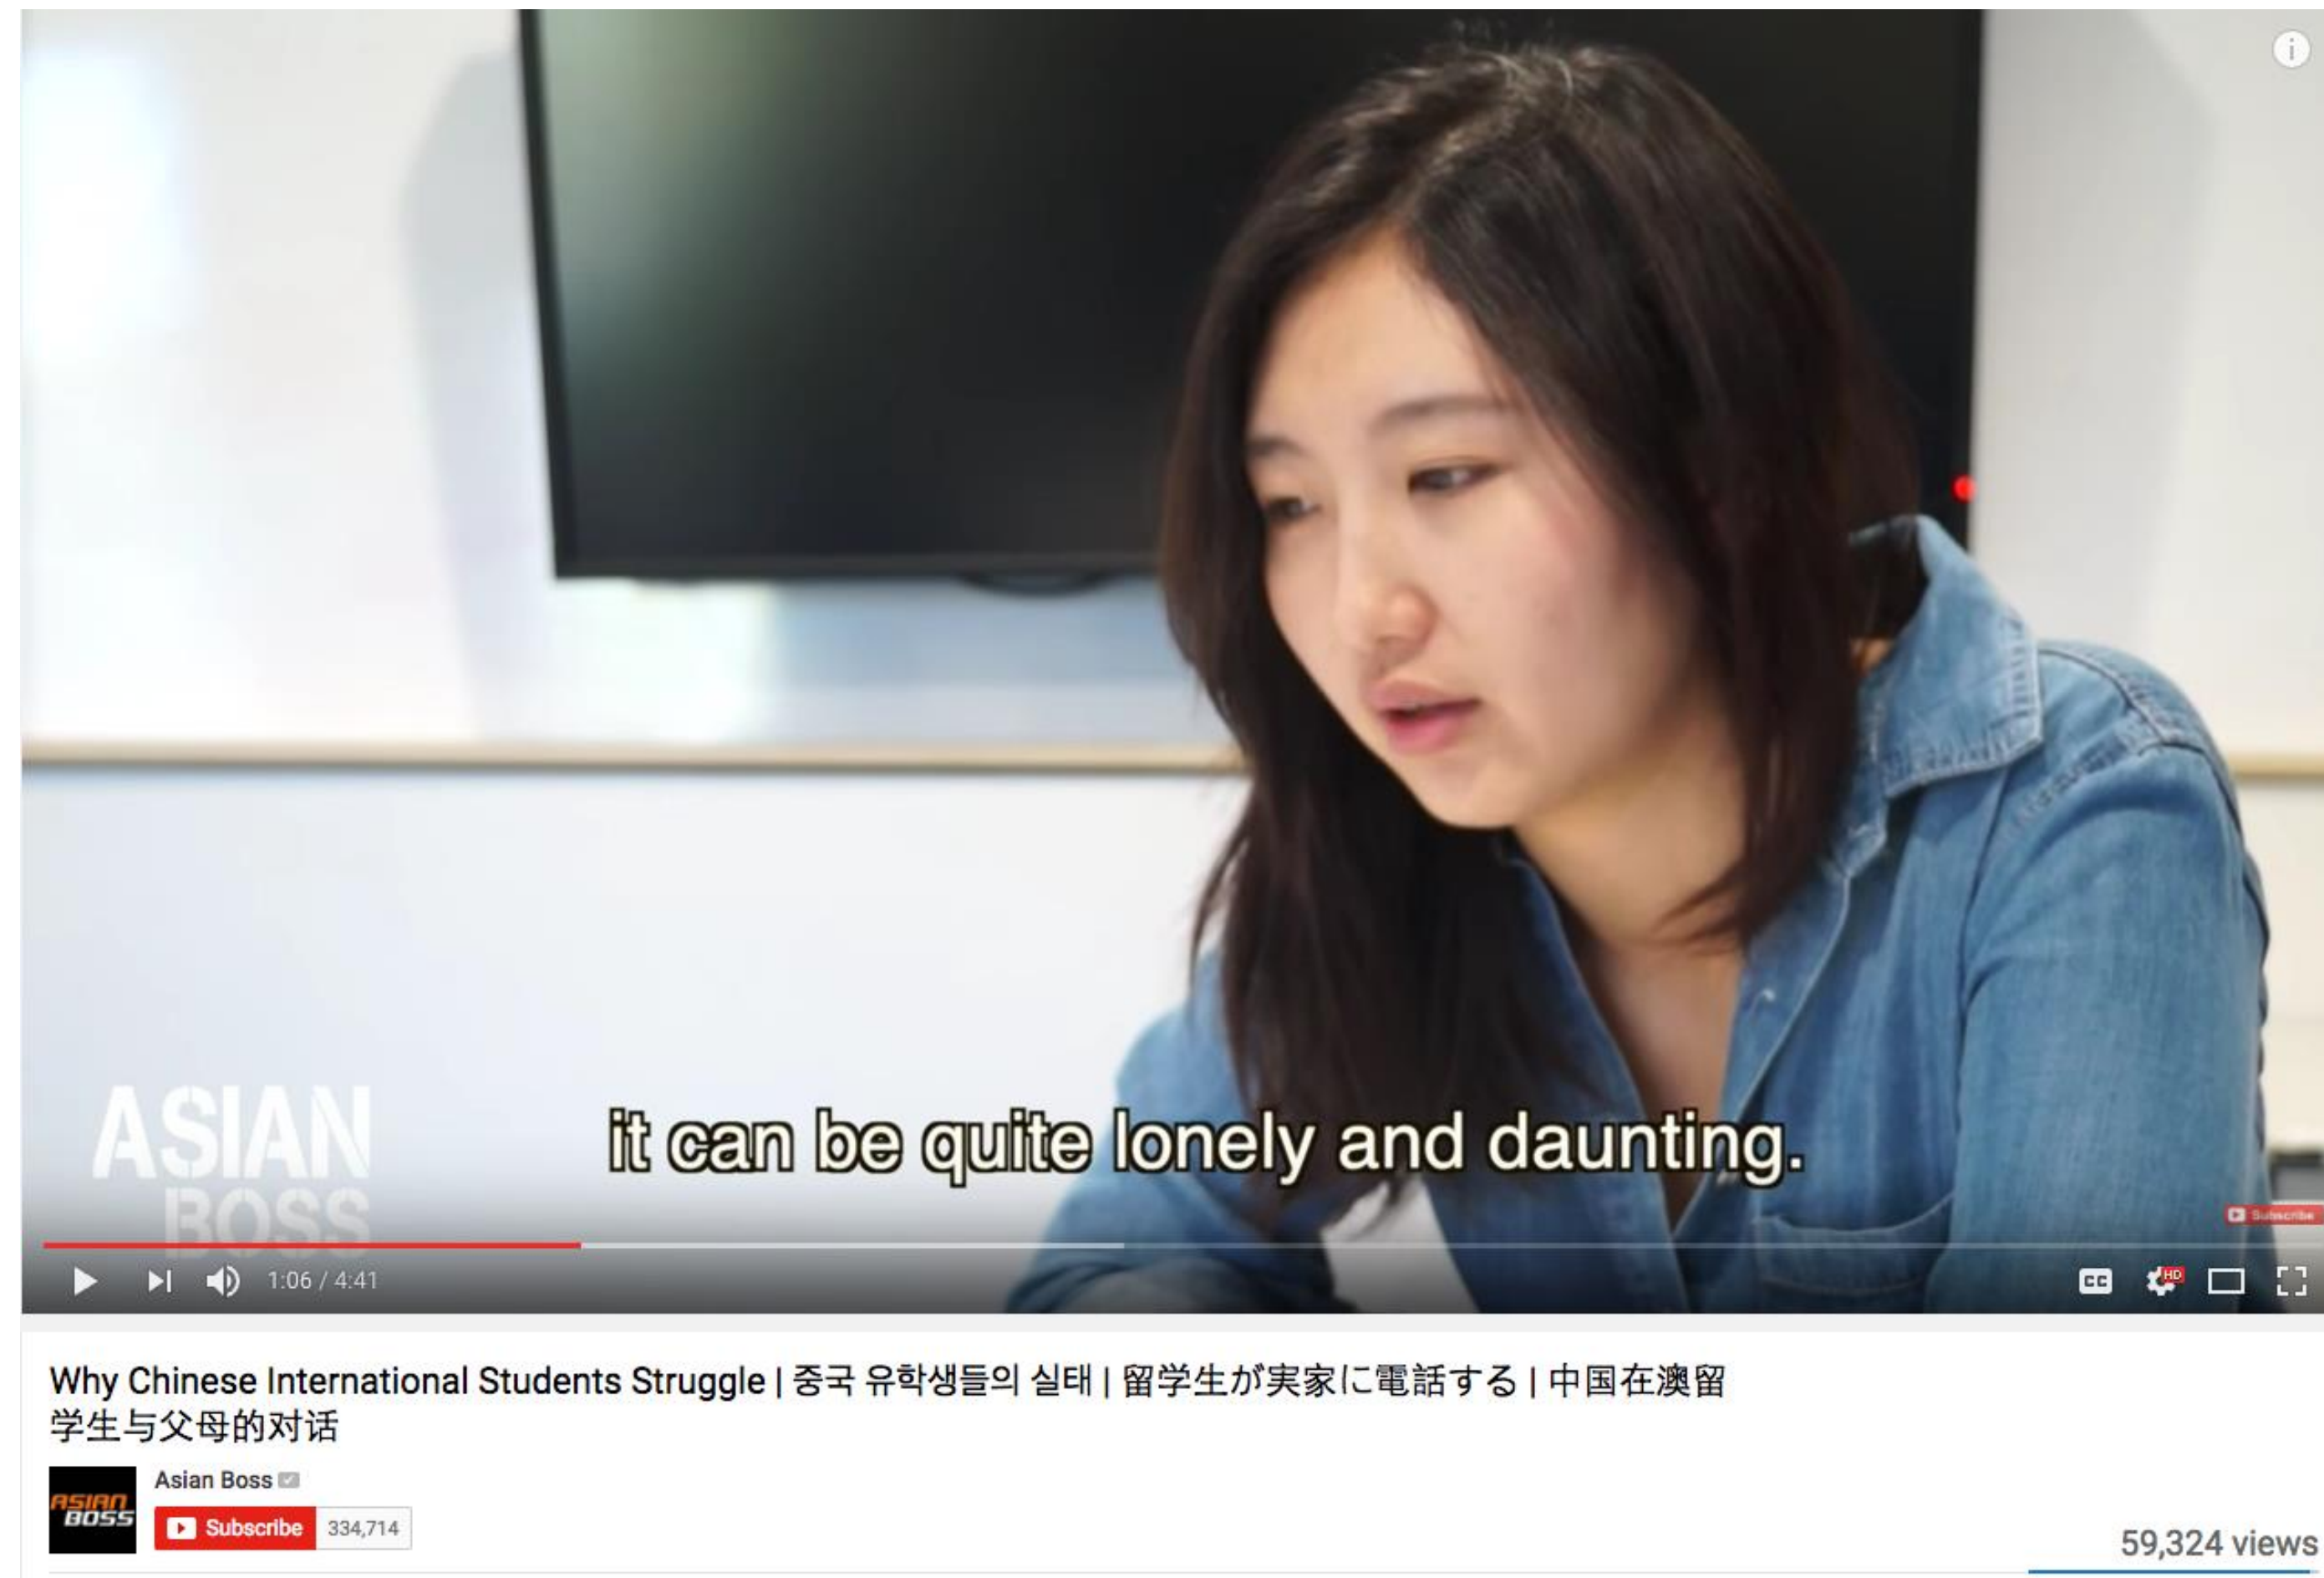 it can be quite lonely and daunting.
ASIAN
BOSS
Subscribe
1:06 / 4:41
CC
HD
Why Chinese International Students Struggle | 중국 유학생들의 실태 | 留学生が実家に電話する | 中国在澳留
学生与父母的对话
ASIAN
BOSS
Asian Boss
Subscribe 334,714
59,324 views